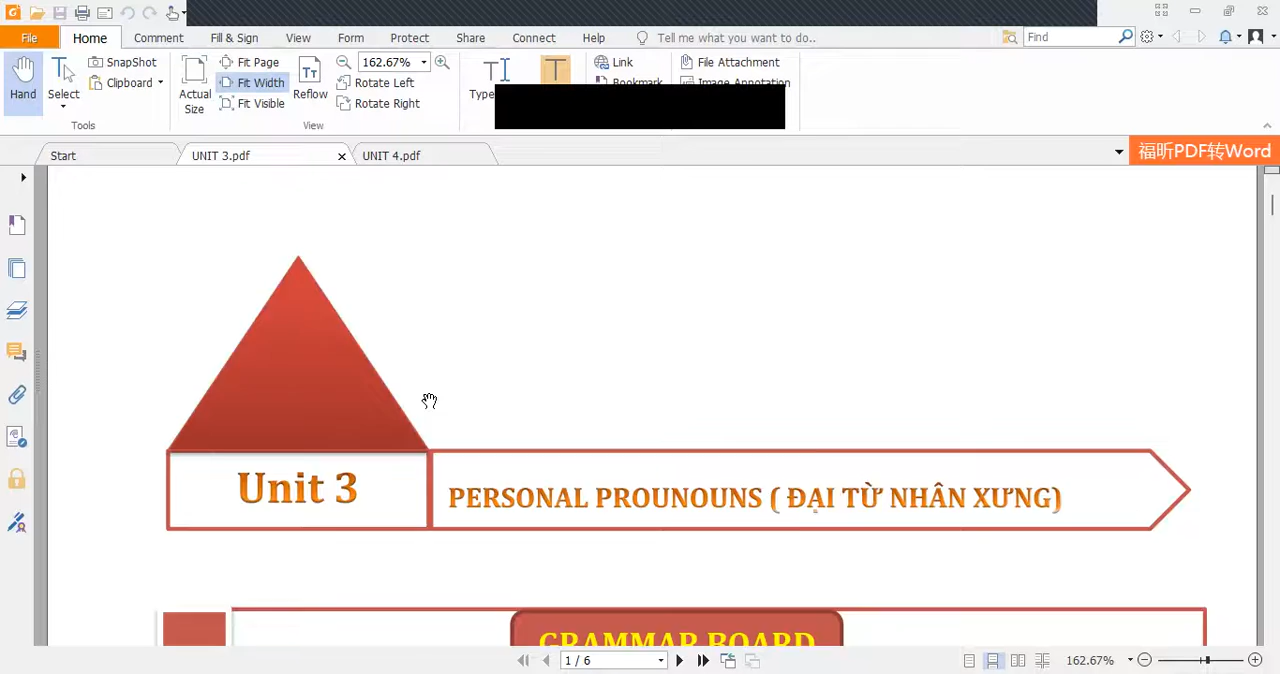 File Home Comment Fill & Sign View Form Protect Share Connect Help Tell me what you want to do.. Find
SnapShot Fit Page 162.67% Link File Attachment
Clipboard Fit Width Rotate Left Bookmark Image Annotation
Hand Select Actual Size Fit Visible Reflow Rotate Right Type
Tools View
Start UNIT 3.pdf UNIT 4.pdf 福昕PDF转Word
Unit 3 PERSONAL PROUNOUNS ( ĐẠI TỪ NHÂN XƯNG)
GRAMMAR BOARD
1 / 6 162.67%